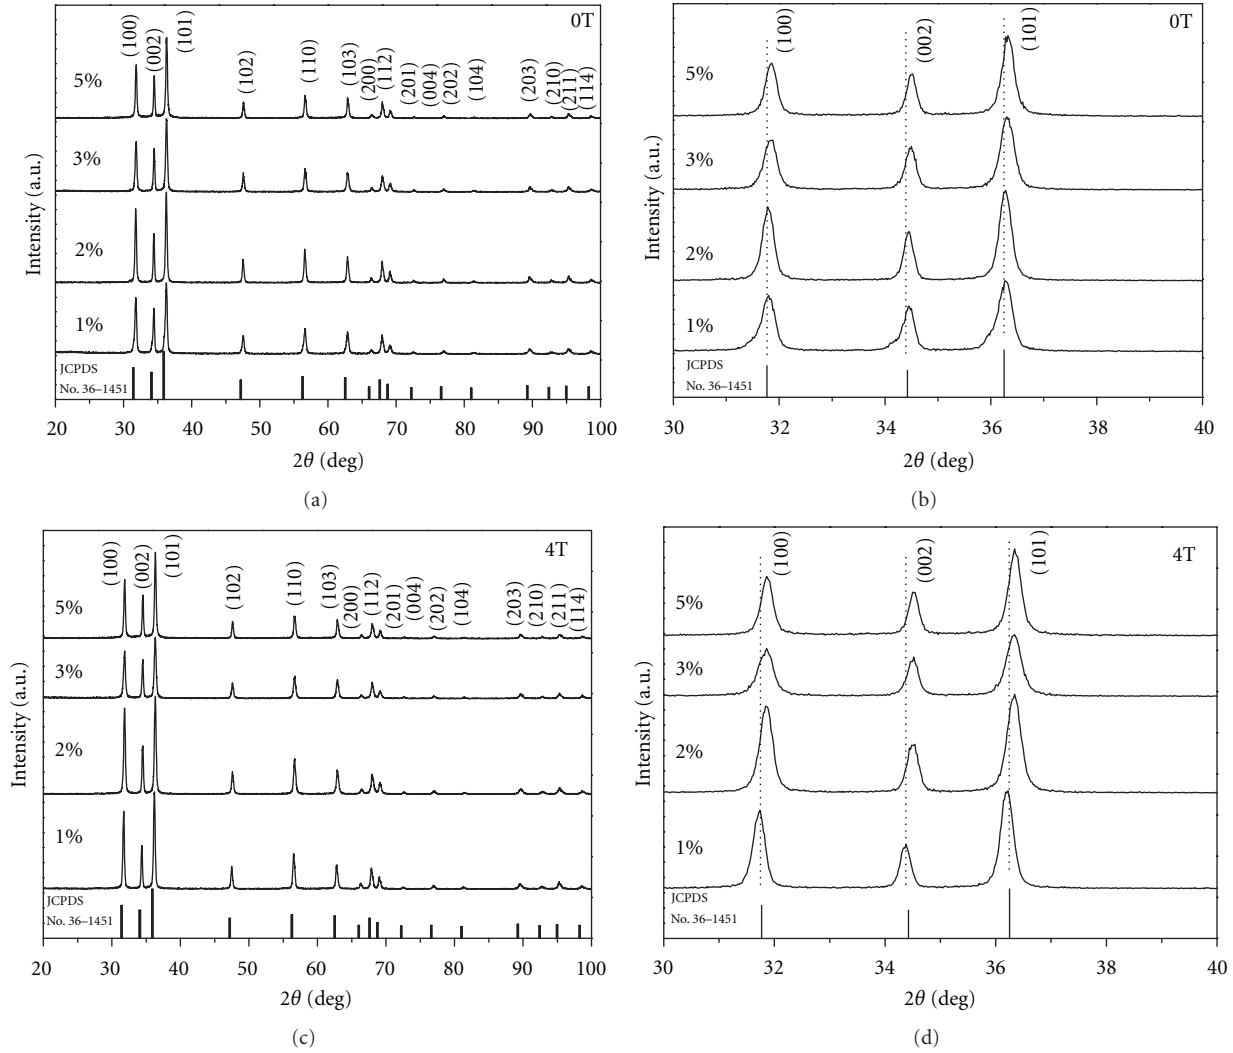 0T
(100)
(002)
(101)
(102)
(110)
(103)
(200)
(112)
(201)
(004)
(202)
(104)
(203)
(210)
(211)
(114)
5%
3%
2%
1%
JCPDS
No. 36–1451
Intensity (a.u.)
20 30 40 50 60 70 80 90 100
2θ (deg)
(a)
0T
(100)
(002)
(101)
5%
3%
2%
1%
JCPDS
No. 36–1451
Intensity (a.u.)
30 32 34 36 38 40
2θ (deg)
(b)
4T
(100)
(002)
(101)
(102)
(110)
(103)
(200)
(112)
(201)
(004)
(202)
(104)
(203)
(210)
(211)
(114)
5%
3%
2%
1%
JCPDS
No. 36–1451
Intensity (a.u.)
20 30 40 50 60 70 80 90 100
2θ (deg)
(c)
4T
(100)
(002)
(101)
5%
3%
2%
1%
JCPDS
No. 36–1451
Intensity (a.u.)
30 32 34 36 38 40
2θ (deg)
(d)